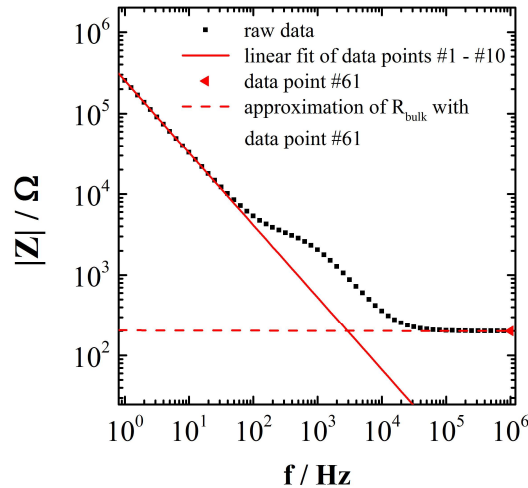 raw data
linear fit of data points #1 - #10
data point #61
approximation of R_bulk with
data point #61
|Z| / Ω
10^6
10^5
10^4
10^3
10^2
10^0 10^1 10^2 10^3 10^4 10^5 10^6
f / Hz